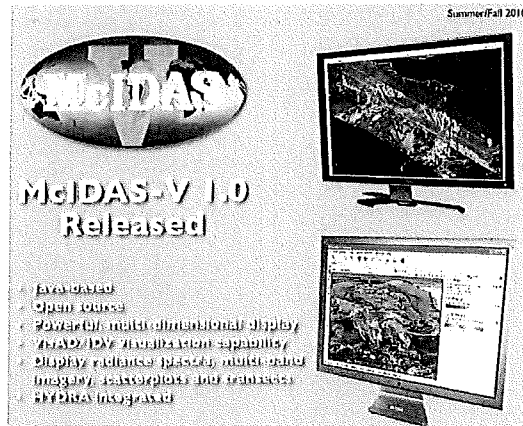 Summer/Fall 2010
McIDAS
V
McIDAS-V 1.0
Released
- Java-based
- Open source
- Powerful, multi-dimensional display
- VisAD/IDV visualization capability
- Display radiance spectra, multi-band
imagery, scatterplots and transects
- HYDRA integrated